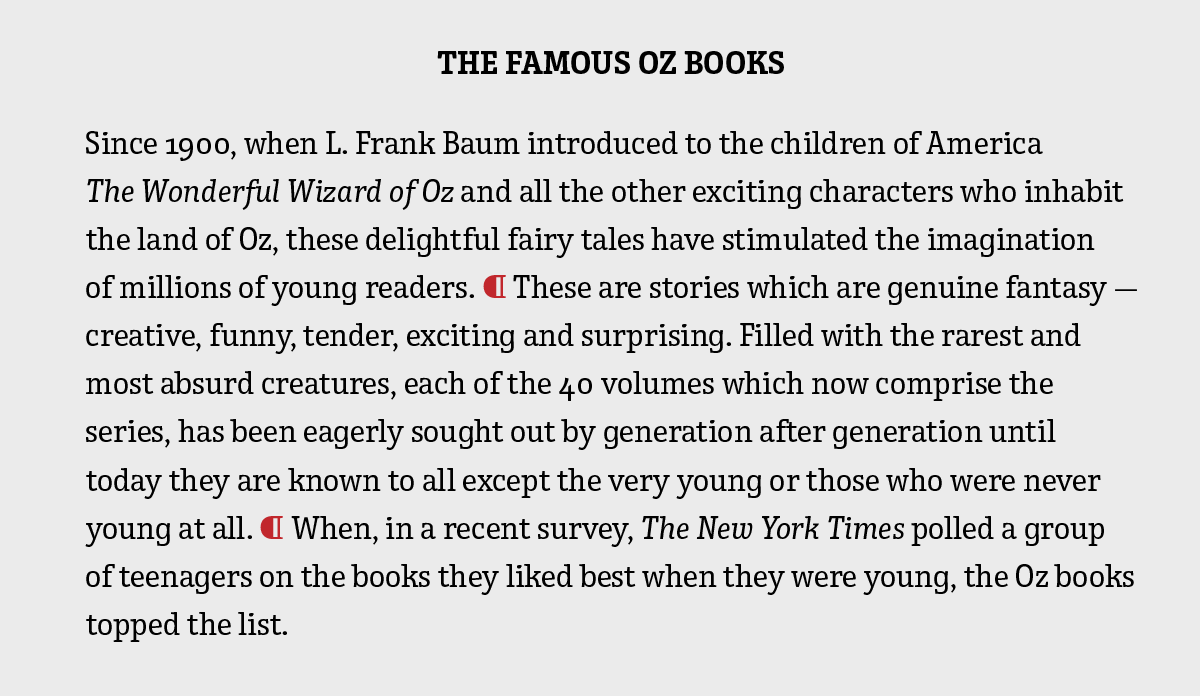 THE FAMOUS OZ BOOKS
Since 1900, when L. Frank Baum introduced to the children of America
The Wonderful Wizard of Oz and all the other exciting characters who inhabit
the land of Oz, these delightful fairy tales have stimulated the imagination
of millions of young readers. ¶ These are stories which are genuine fantasy —
creative, funny, tender, exciting and surprising. Filled with the rarest and
most absurd creatures, each of the 40 volumes which now comprise the
series, has been eagerly sought out by generation after generation until
today they are known to all except the very young or those who were never
young at all. ¶ When, in a recent survey, The New York Times polled a group
of teenagers on the books they liked best when they were young, the Oz books
topped the list.